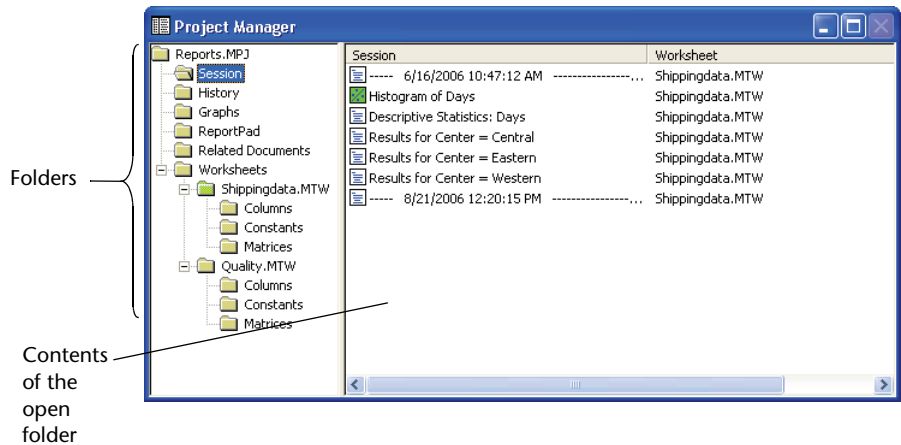 Project Manager
Reports.MPJ
Session
History
Graphs
ReportPad
Related Documents
Worksheets
Shippingdata.MTW
Columns
Constants
Matrices
Quality.MTW
Columns
Constants
Matrices
Session Worksheet
----- 6/16/2006 10:47:12 AM ----------------... Shippingdata.MTW
Histogram of Days Shippingdata.MTW
Descriptive Statistics: Days Shippingdata.MTW
Results for Center = Central Shippingdata.MTW
Results for Center = Eastern Shippingdata.MTW
Results for Center = Western Shippingdata.MTW
----- 8/21/2006 12:20:15 PM ----------------... Shippingdata.MTW
Folders
Contents
of the
open
folder